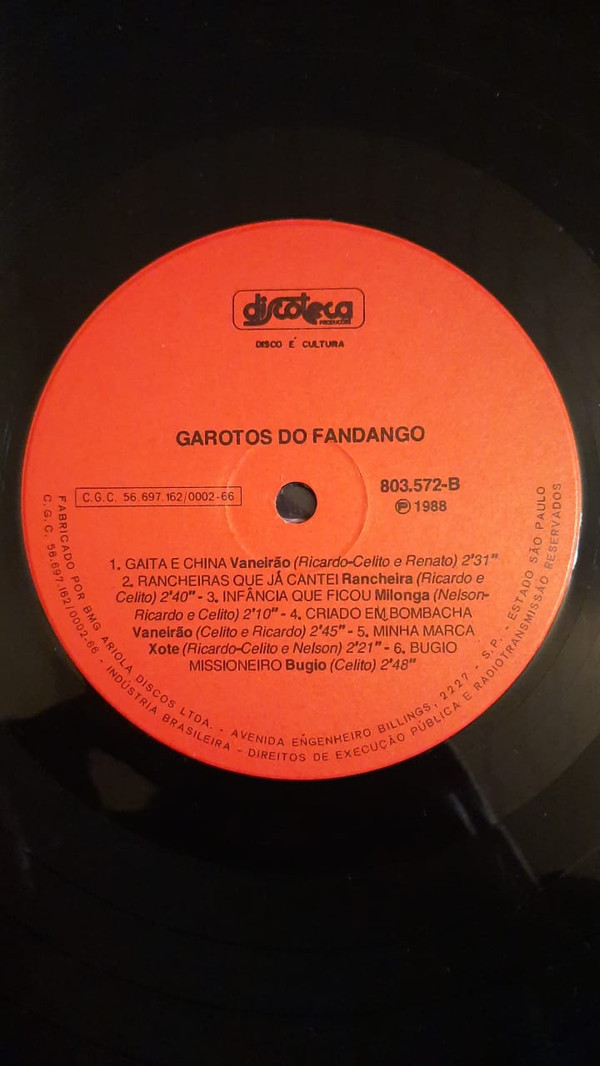 discoteca
PRODUÇÕES
DISCO É CULTURA
GAROTOS DO FANDANGO
C.G.C. 56.697.162/0002-66
803.572-B
Ⓟ 1988
1. GAITA E CHINA Vaneirão (Ricardo-Celito e Renato) 2'31"
2. RANCHEIRAS QUE JÁ CANTEI Rancheira (Ricardo e
Celito) 2'40" - 3. INFÂNCIA QUE FICOU Milonga (Nelson-
Ricardo e Celito) 2'10" - 4. CRIADO EM BOMBACHA
Vaneirão (Celito e Ricardo) 2'45" - 5. MINHA MARCA
Xote (Ricardo-Celito e Nelson) 2'21" - 6. BUGIO
MISSIONEIRO Bugio (Celito) 2'48"
FABRICADO POR BMG ARIOLA DISCOS LTDA. - AVENIDA ENGENHEIRO BILLINGS, 2227 - S.P. - ESTADO SÃO PAULO
C.G.C. 56.697.162/0002-66 - INDÚSTRIA BRASILEIRA - DIREITOS DE EXECUÇÃO PÚBLICA E RADIOTRANSMISSÃO RESERVADOS